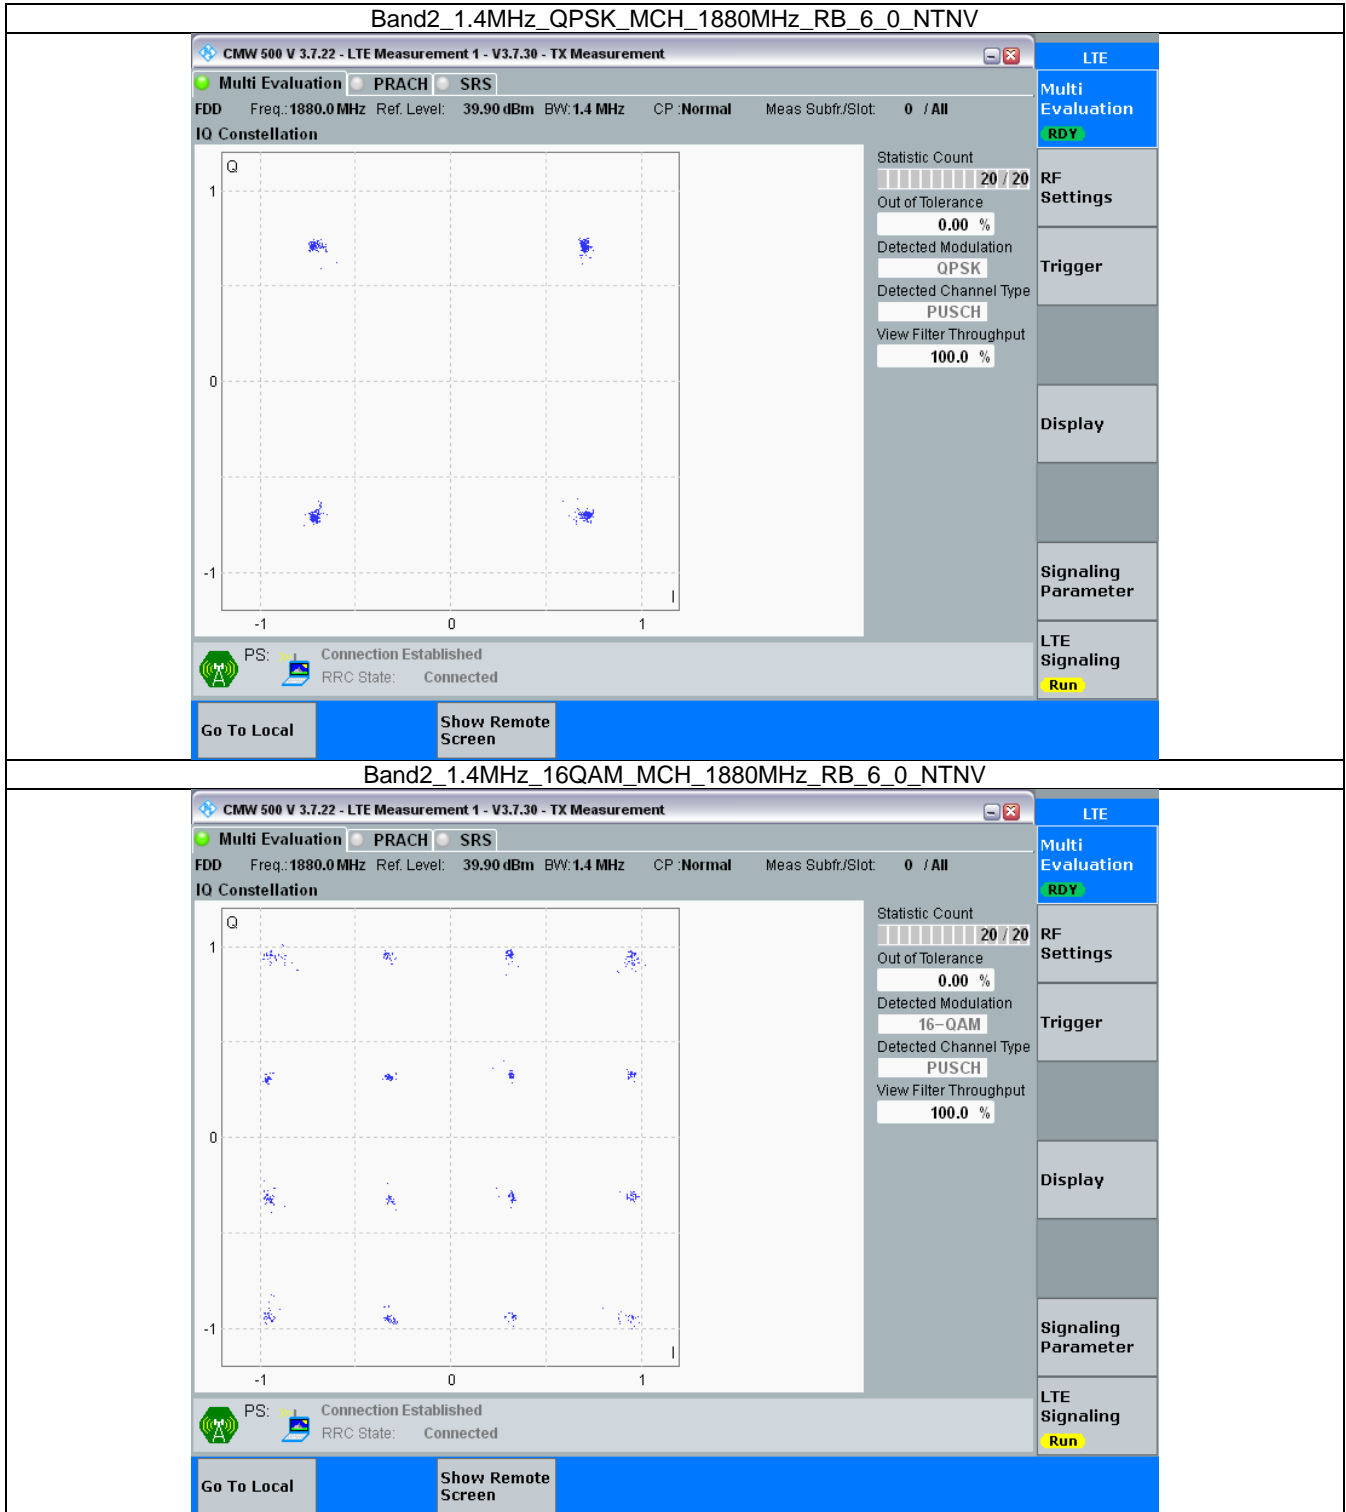 Band2_1.4MHz_QPSK_MCH_1880MHz_RB_6_0_NTNV
CMW 500 V 3.7.22 - LTE Measurement 1 - V3.7.30 - TX Measurement
LTE
Multi Evaluation PRACH SRS
FDD Freq.: 1880.0 MHz Ref. Level: 39.90 dBm BW: 1.4 MHz CP : Normal Meas Subfr./Slot: 0 / All
IQ Constellation
Multi
Evaluation
RDY
Q
1
0
-1
I
-1 0 1
Statistic Count
20 / 20
Out of Tolerance
0.00 %
Detected Modulation
QPSK
Detected Channel Type
PUSCH
View Filter Throughput
100.0 %
RF
Settings
Trigger
Display
Signaling
Parameter
LTE
Signaling
Run
PS: Connection Established
RRC State: Connected
Go To Local
Show Remote
Screen
Band2_1.4MHz_16QAM_MCH_1880MHz_RB_6_0_NTNV
CMW 500 V 3.7.22 - LTE Measurement 1 - V3.7.30 - TX Measurement
LTE
Multi Evaluation PRACH SRS
FDD Freq.: 1880.0 MHz Ref. Level: 39.90 dBm BW: 1.4 MHz CP : Normal Meas Subfr./Slot: 0 / All
IQ Constellation
Multi
Evaluation
RDY
Q
1
0
-1
I
-1 0 1
Statistic Count
20 / 20
Out of Tolerance
0.00 %
Detected Modulation
16-QAM
Detected Channel Type
PUSCH
View Filter Throughput
100.0 %
RF
Settings
Trigger
Display
Signaling
Parameter
LTE
Signaling
Run
PS: Connection Established
RRC State: Connected
Go To Local
Show Remote
Screen